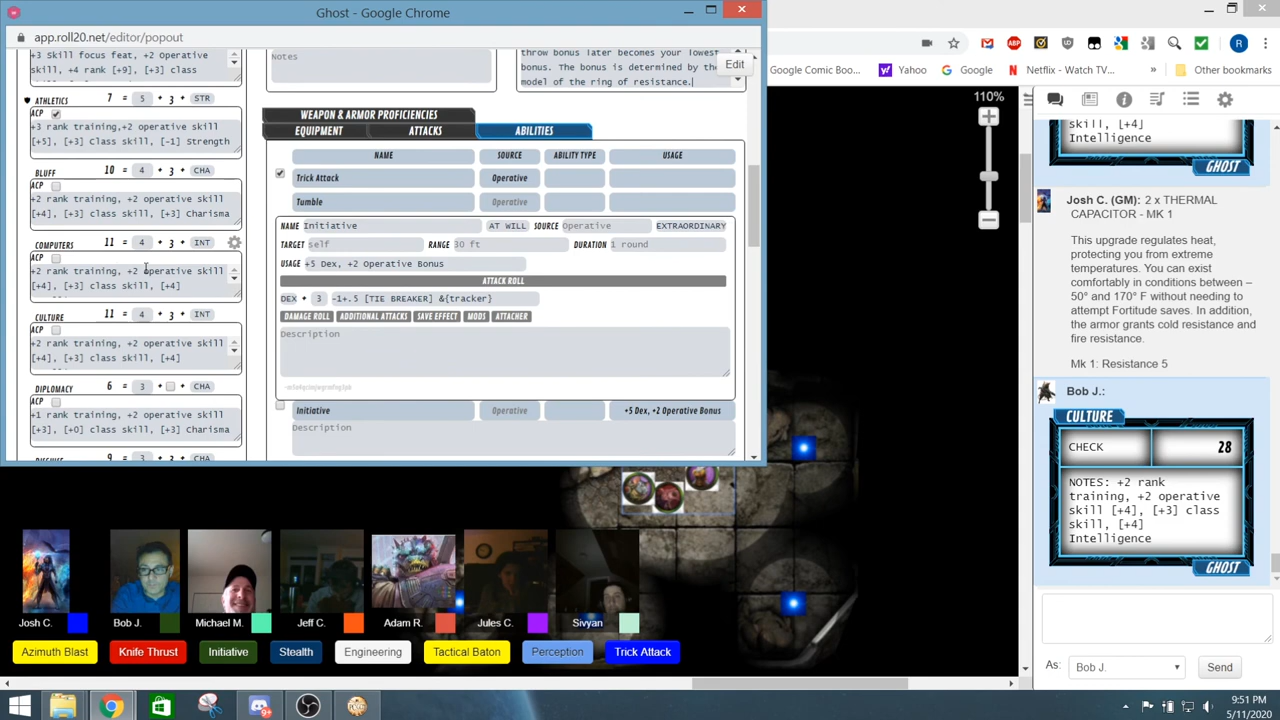 Ghost - Google Chrome
app.roll20.net/editor/popout
+3 skill focus feat, +2 Operative
skill, +4 rank [+9], [+3] class
ATHLETICS 7 = 5 + 3 + STR
ACP
+3 rank training,+2 operative skill
[+5], [+3] class skill, [-1] Strength
BLUFF 10 = 4 + 3 + CHA
ACP
+2 rank training, +2 operative skill
[+4], [+3] class skill, [+3] Charisma
COMPUTERS 11 = 4 + 3 + INT
ACP
+2 rank training, +2 operative skill
[+4], [+3] class skill, [+4]
CULTURE 11 = 4 + 3 + INT
ACP
+2 rank training, +2 operative skill
[+4], [+3] class skill, [+4]
DIPLOMACY 6 = 3 + + CHA
ACP
+1 rank training, +2 operative skill
[+3], [+0] class skill, [+3] Charisma
9 = 3 + 3 + CHA
Notes
throw bonus later becomes your lowest
bonus. The bonus is determined by the
model of the ring of resistance.
Edit
WEAPON & ARMOR PROFICIENCIES
EQUIPMENT ATTACKS ABILITIES
NAME SOURCE ABILITY TYPE USAGE
Trick Attack Operative
Tumble Operative
NAME Initiative AT WILL SOURCE Operative EXTRAORDINARY
TARGET self RANGE 30 ft DURATION 1 round
USAGE +5 Dex, +2 Operative Bonus
ATTACK ROLL
DEX + 3 -1+.5 [TIE BREAKER] &{tracker}
DAMAGE ROLL ADDITIONAL ATTACKS SAVE EFFECT MODS ATTACHER
Description
Initiative Operative +5 Dex, +2 Operative Bonus
Description
Google Comic Boo...
Yahoo
Google
Netflix - Watch TV...
»
Other bookmarks
R
110%
skill, [+4]
Intelligence
GHOST
Josh C. (GM): 2 x THERMAL
CAPACITOR - MK 1
This upgrade regulates heat,
protecting you from extreme
temperatures. You can exist
comfortably in conditions between –
50° and 170° F without needing to
attempt Fortitude saves. In addition,
the armor grants cold resistance and
fire resistance.
Mk 1: Resistance 5
Bob J.:
CULTURE
CHECK 28
NOTES: +2 rank
training, +2 operative
skill [+4], [+3] class
skill, [+4]
Intelligence
GHOST
As: Bob J. Send
Josh C. Bob J. Michael M. Jeff C. Adam R. Jules C. Sivyan
Azimuth Blast Knife Thrust Initiative Stealth Engineering Tactical Baton Perception Trick Attack
9:51 PM
5/11/2020